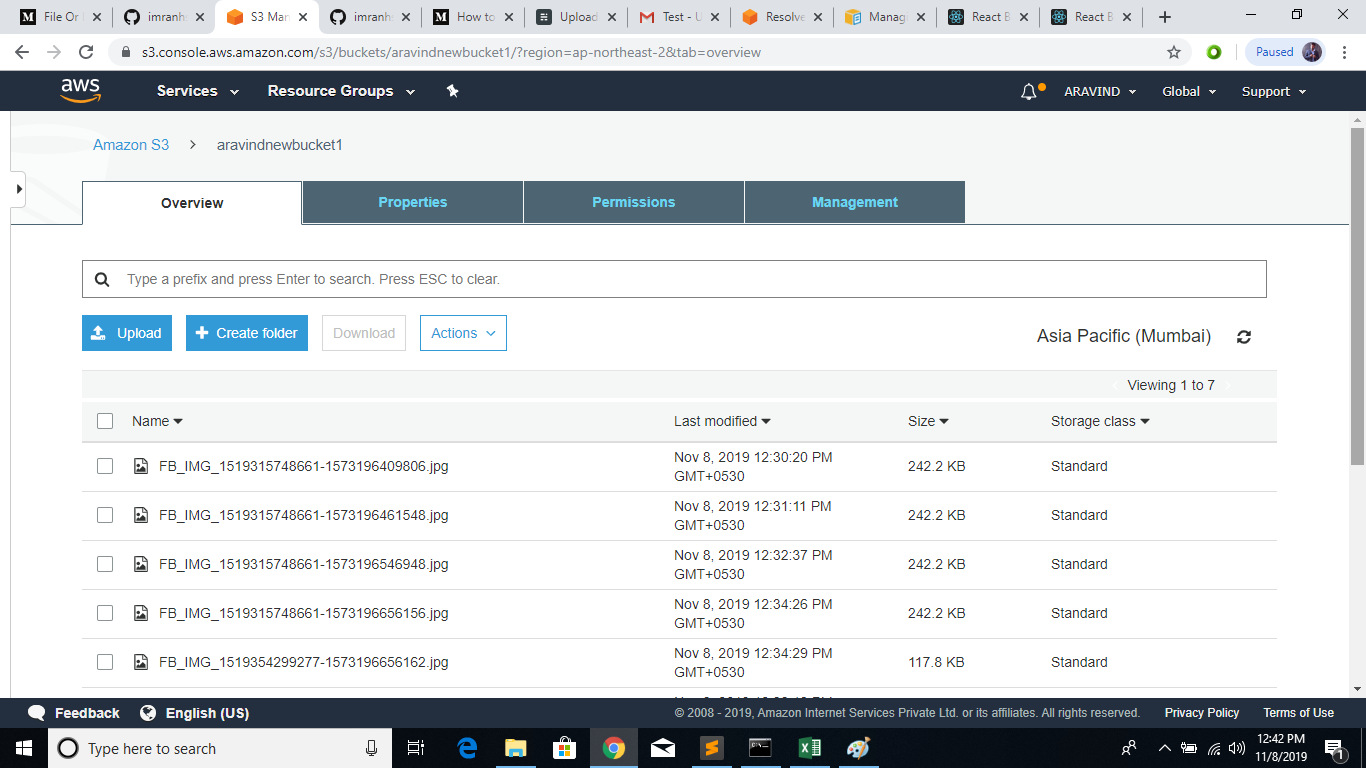 File Or
imranh
S3 Man
imranh
How to
Upload
Test - U
Resolve
Manag
React B
React B
s3.console.aws.amazon.com/s3/buckets/aravindnewbucket1/?region=ap-northeast-2&tab=overview
Paused
aws
Services
Resource Groups
ARAVIND
Global
Support
Amazon S3 > aravindnewbucket1
Overview
Properties
Permissions
Management
Type a prefix and press Enter to search. Press ESC to clear.
Upload
+ Create folder
Download
Actions
Asia Pacific (Mumbai)
Viewing 1 to 7
Name
Last modified
Size
Storage class
FB_IMG_1519315748661-1573196409806.jpg
Nov 8, 2019 12:30:20 PM
GMT+0530
242.2 KB
Standard
FB_IMG_1519315748661-1573196461548.jpg
Nov 8, 2019 12:31:11 PM
GMT+0530
242.2 KB
Standard
FB_IMG_1519315748661-1573196546948.jpg
Nov 8, 2019 12:32:37 PM
GMT+0530
242.2 KB
Standard
FB_IMG_1519315748661-1573196656156.jpg
Nov 8, 2019 12:34:26 PM
GMT+0530
242.2 KB
Standard
FB_IMG_1519354299277-1573196656162.jpg
Nov 8, 2019 12:34:29 PM
GMT+0530
117.8 KB
Standard
Feedback
English (US)
© 2008 - 2019, Amazon Internet Services Private Ltd. or its affiliates. All rights reserved.
Privacy Policy
Terms of Use
Type here to search
12:42 PM
11/8/2019
1